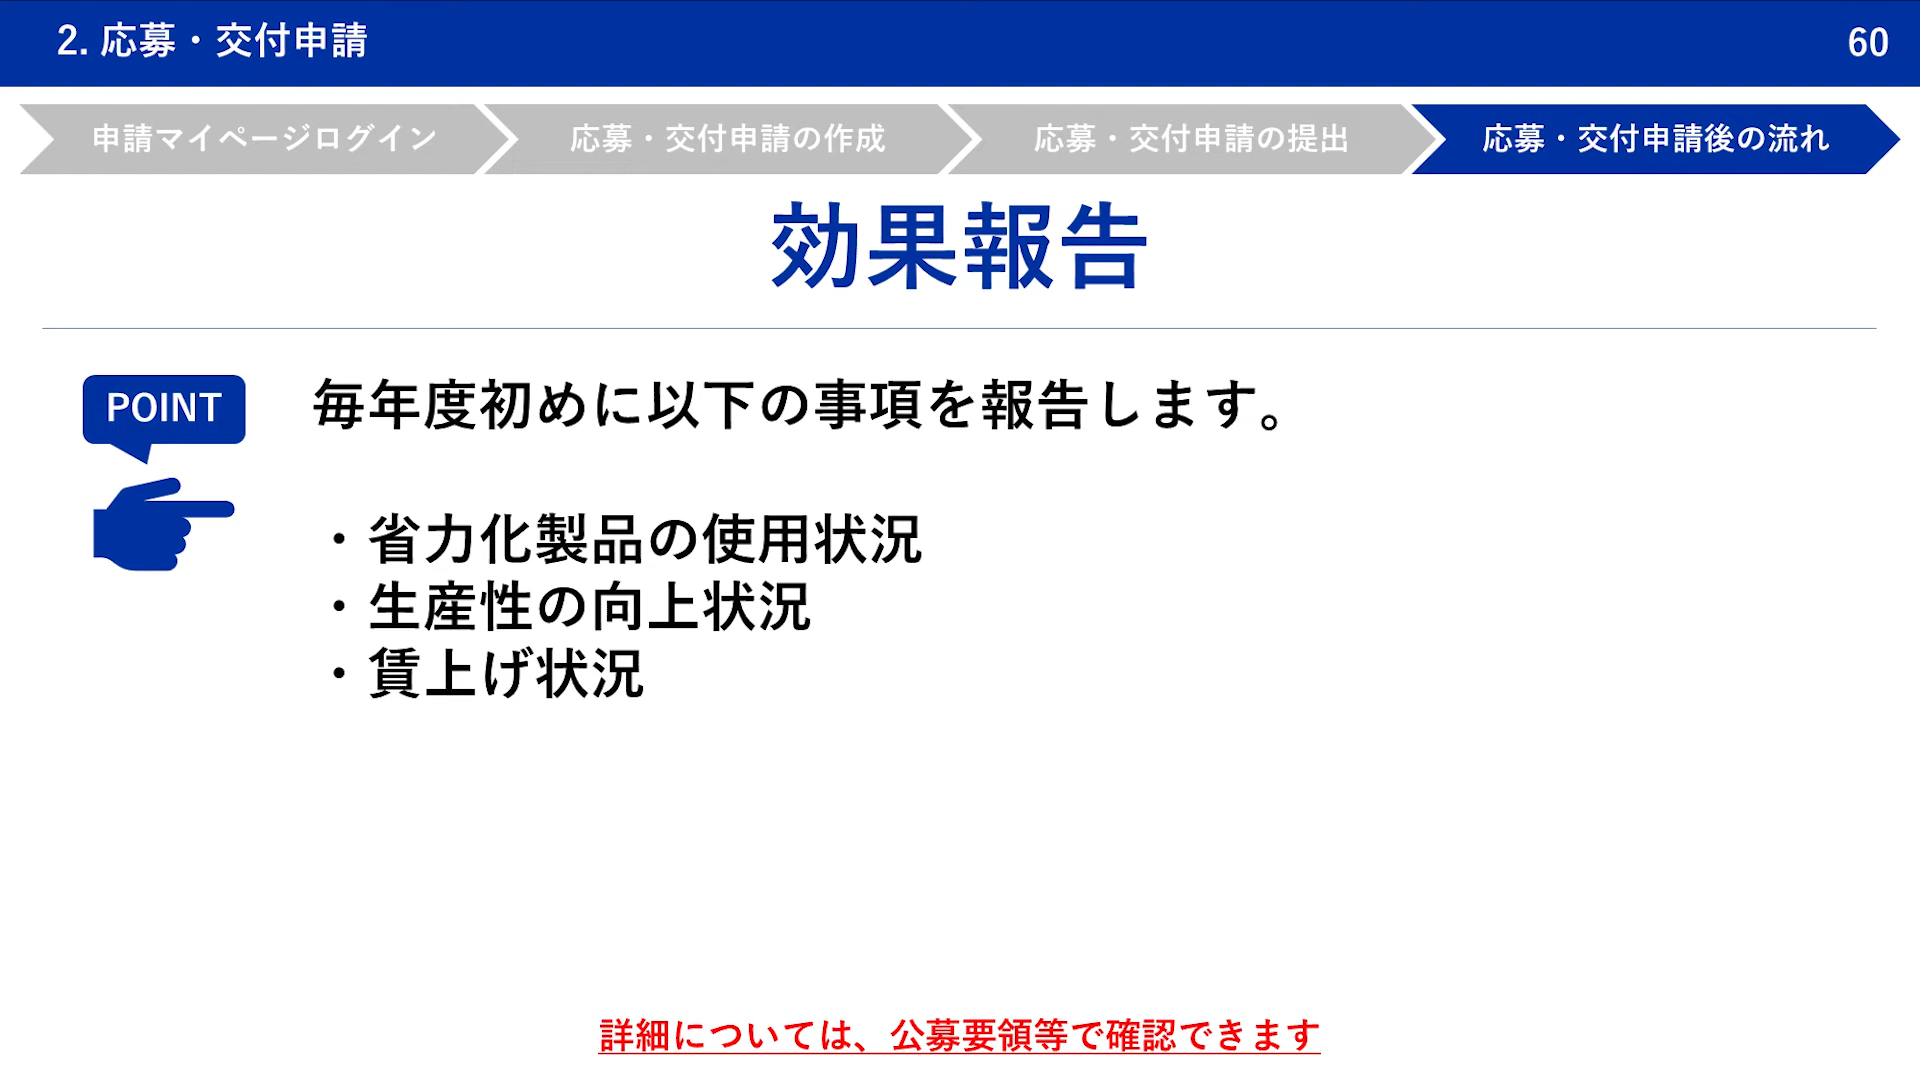 2. 応募・交付申請
60
申請マイページログイン
応募・交付申請の作成
応募・交付申請の提出
応募・交付申請後の流れ
効果報告
POINT
毎年度初めに以下の事項を報告します。
・省力化製品の使用状況
・生産性の向上状況
・賃上げ状況
詳細については、公募要領等で確認できます